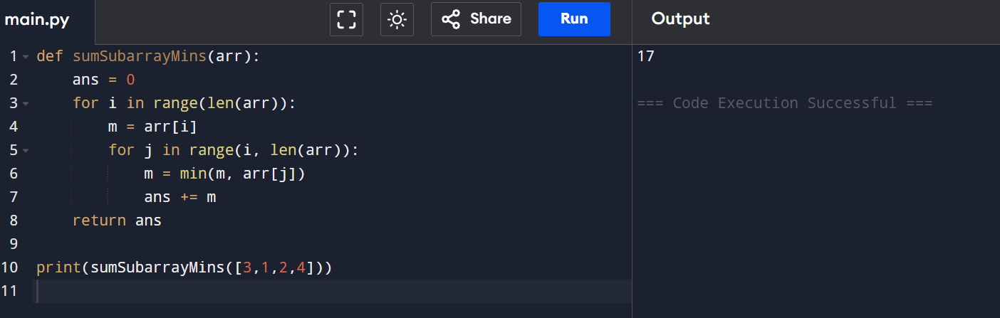 main.py
Share
Run
Output
1 def sumSubarrayMins(arr):
2     ans = 0
3     for i in range(len(arr)):
4         m = arr[i]
5         for j in range(i, len(arr)):
6             m = min(m, arr[j])
7             ans += m
8     return ans
9
10 print(sumSubarrayMins([3,1,2,4]))
11
17
=== Code Execution Successful ===